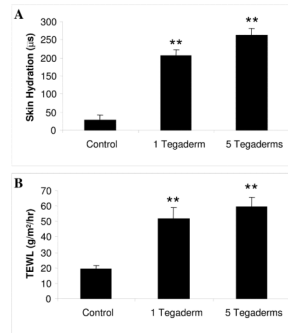 A
Skin Hydration (µs)
300
250
200
150
100
50
0
**
**
Control
1 Tegaderm
5 Tegaderms
B
TEWL (g/m²/hr)
70
60
50
40
30
20
10
0
**
**
Control
1 Tegaderm
5 Tegaderms